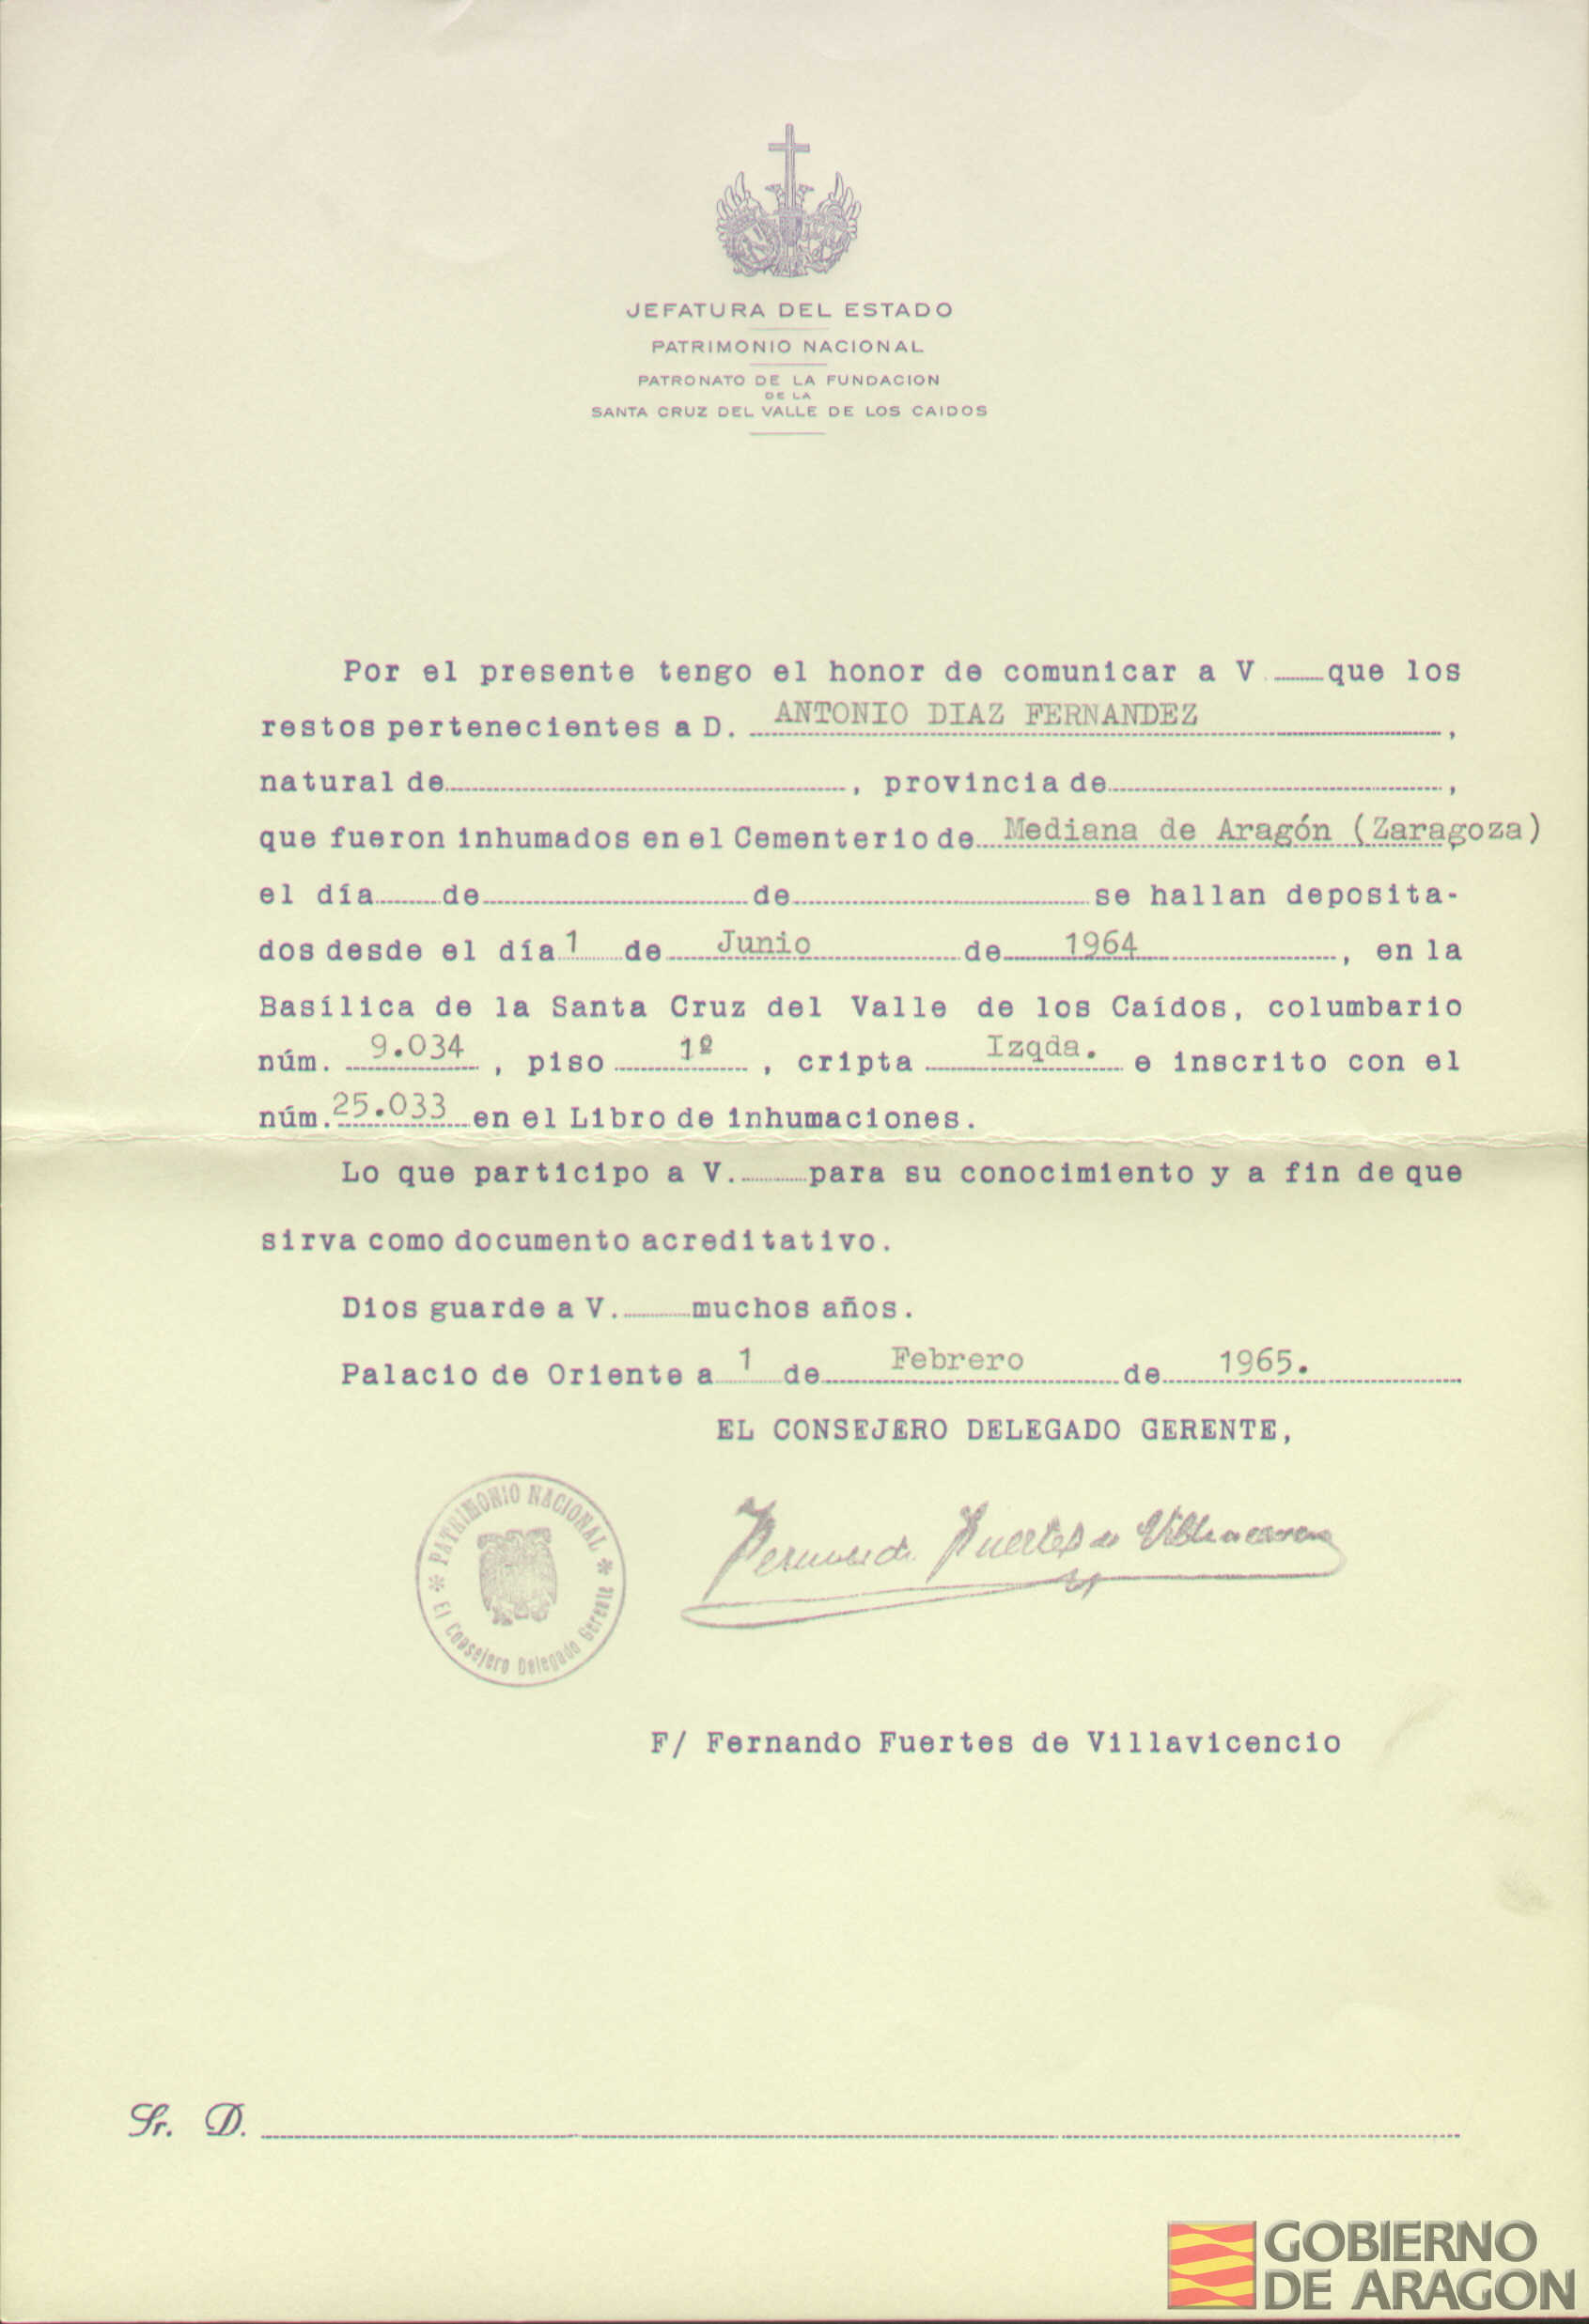 JEFATURA DEL ESTADO
PATRIMONIO NACIONAL
PATRONATO DE LA FUNDACION
DE LA
SANTA CRUZ DEL VALLE DE LOS CAIDOS
Por el presente tengo el honor de comunicar a V. que los
restos pertenecientes a D. ANTONIO DIAZ FERNANDEZ,
natural de , provincia de ,
que fueron inhumados en el Cementerio de Mediana de Aragón (Zaragoza)
el día de de se hallan deposita-
dos desde el día 1 de Junio de 1964, en la
Basílica de la Santa Cruz del Valle de los Caídos, columbario
núm. 9.034, piso 1º, cripta Izqda. e inscrito con el
núm. 25.033 en el Libro de inhumaciones.
Lo que participo a V. para su conocimiento y a fin de que
sirva como documento acreditativo.
Dios guarde a V. muchos años.
Palacio de Oriente a 1 de Febrero de 1965.
EL CONSEJERO DELEGADO GERENTE,
PATRIMONIO NACIONAL
El Consejero Delegado Gerente
Fernando Fuertes de Villavicencio
F/ Fernando Fuertes de Villavicencio
Sr. D.
GOBIERNO
DE ARAGON